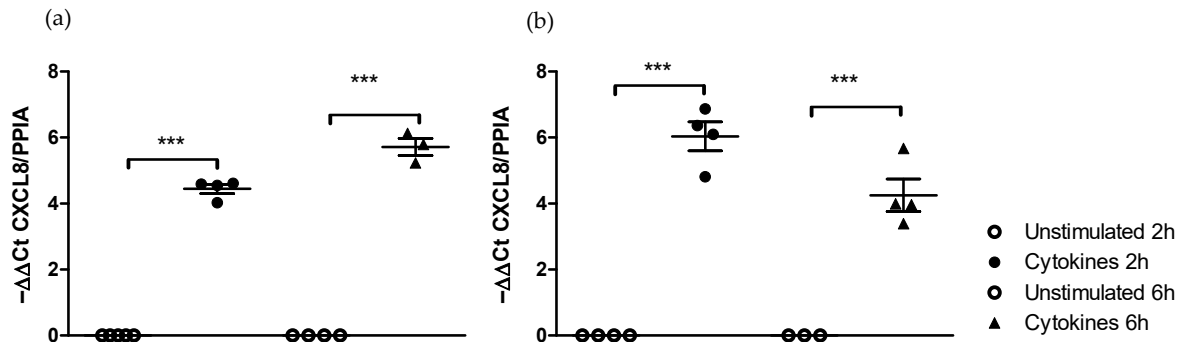 (a)
(b)
8
6
4
2
0
−ΔΔCt CXCL8/PPIA
***
***
8
6
4
2
0
−ΔΔCt CXCL8/PPIA
***
***
Unstimulated 2h
Cytokines 2h
Unstimulated 6h
Cytokines 6h